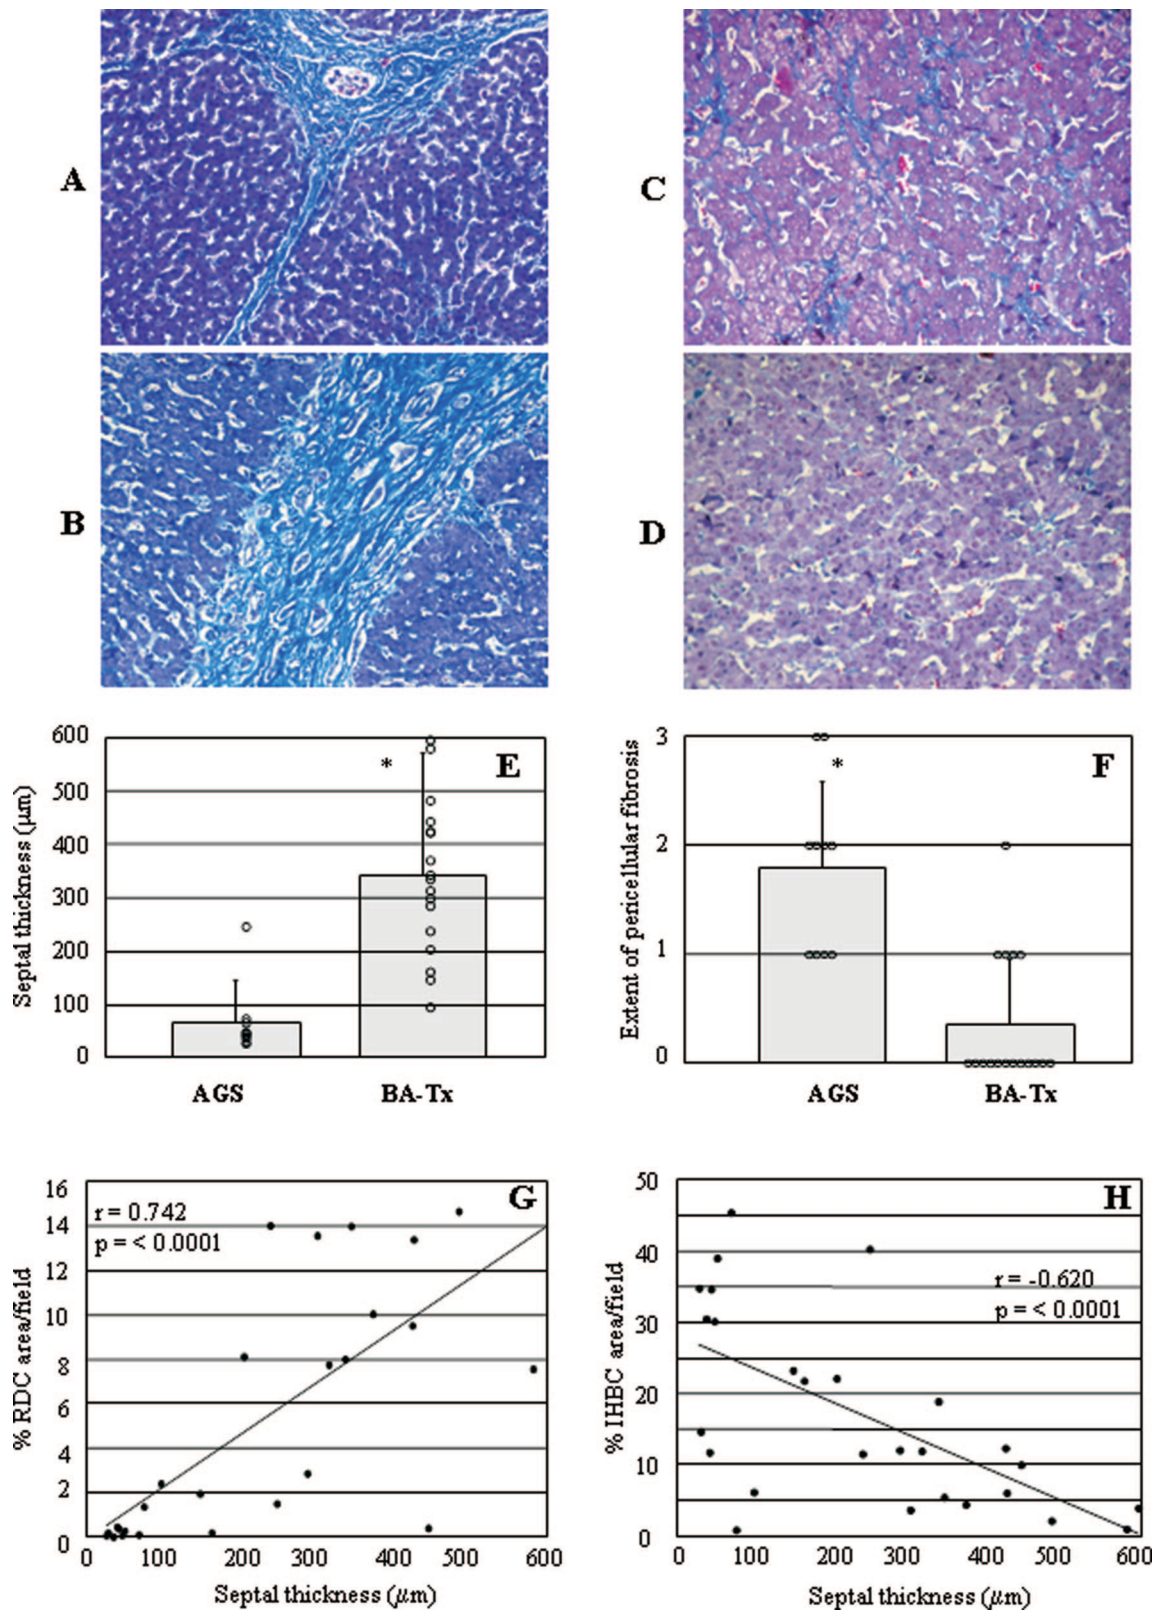 A
C
B
D
Septal thickness (µm)
600
500
400
300
200
100
0
E
*
AGS
BA-Tx
Extent of pericellular fibrosis
3
2
1
0
F
*
AGS
BA-Tx
% RDC area/field
16
14
12
10
8
6
4
2
0
G
r = 0.742
p = < 0.0001
0 100 200 300 400 500 600
Septal thickness (µm)
% IHBC area/field
50
40
30
20
10
0
H
r = -0.620
p = < 0.0001
0 100 200 300 400 500 600
Septal thickness (µm)